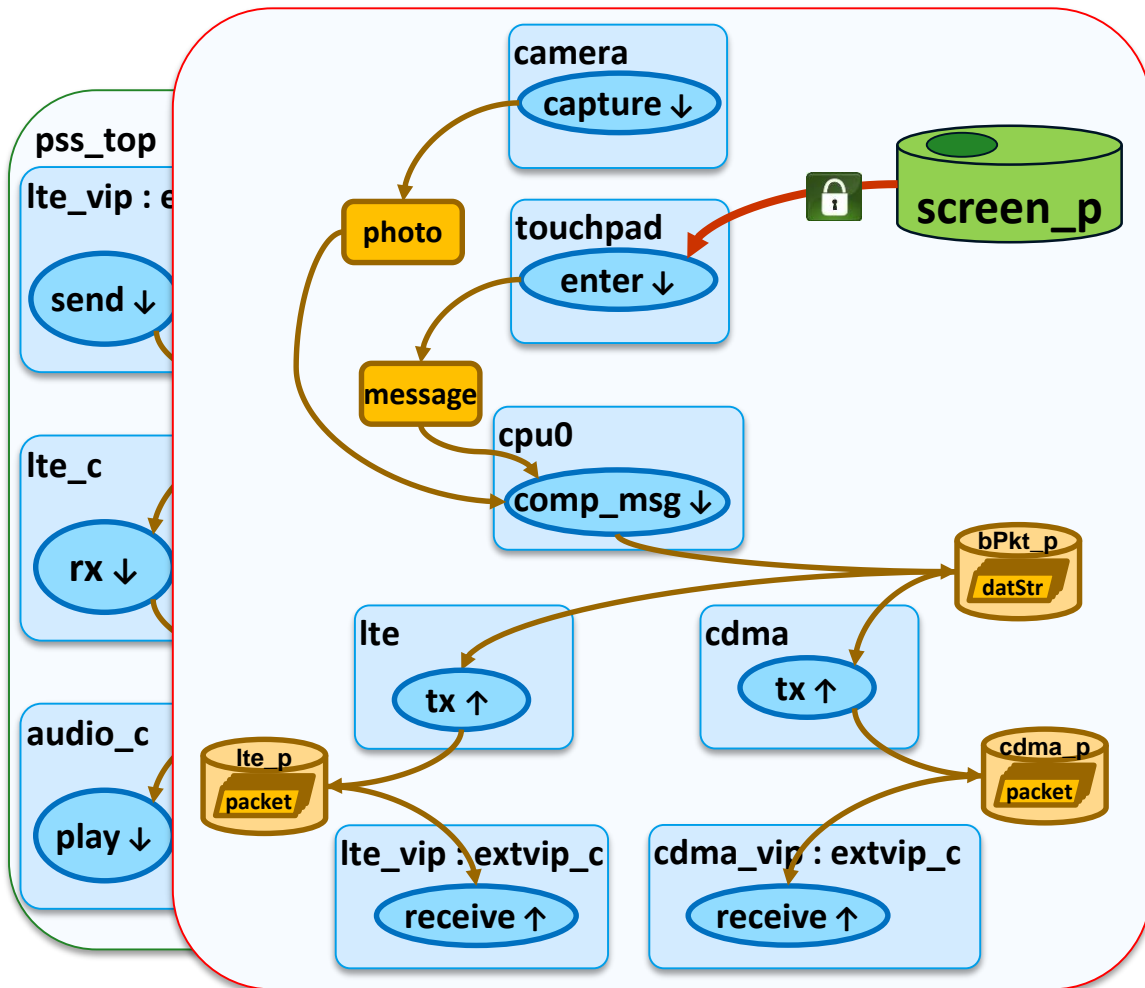 camera
capture ↓
pss_top
lte_vip : e
screen_p
photo
touchpad
send ↓
enter ↓
message
cpu0
lte_c
comp_msg ↓
bPkt_p
rx ↓
datStr
lte
cdma
tx ↑
tx ↑
audio_c
lte_p
cdma_p
packet
packet
play ↓
lte_vip : extvip_c
cdma_vip : extvip_c
receive ↑
receive ↑